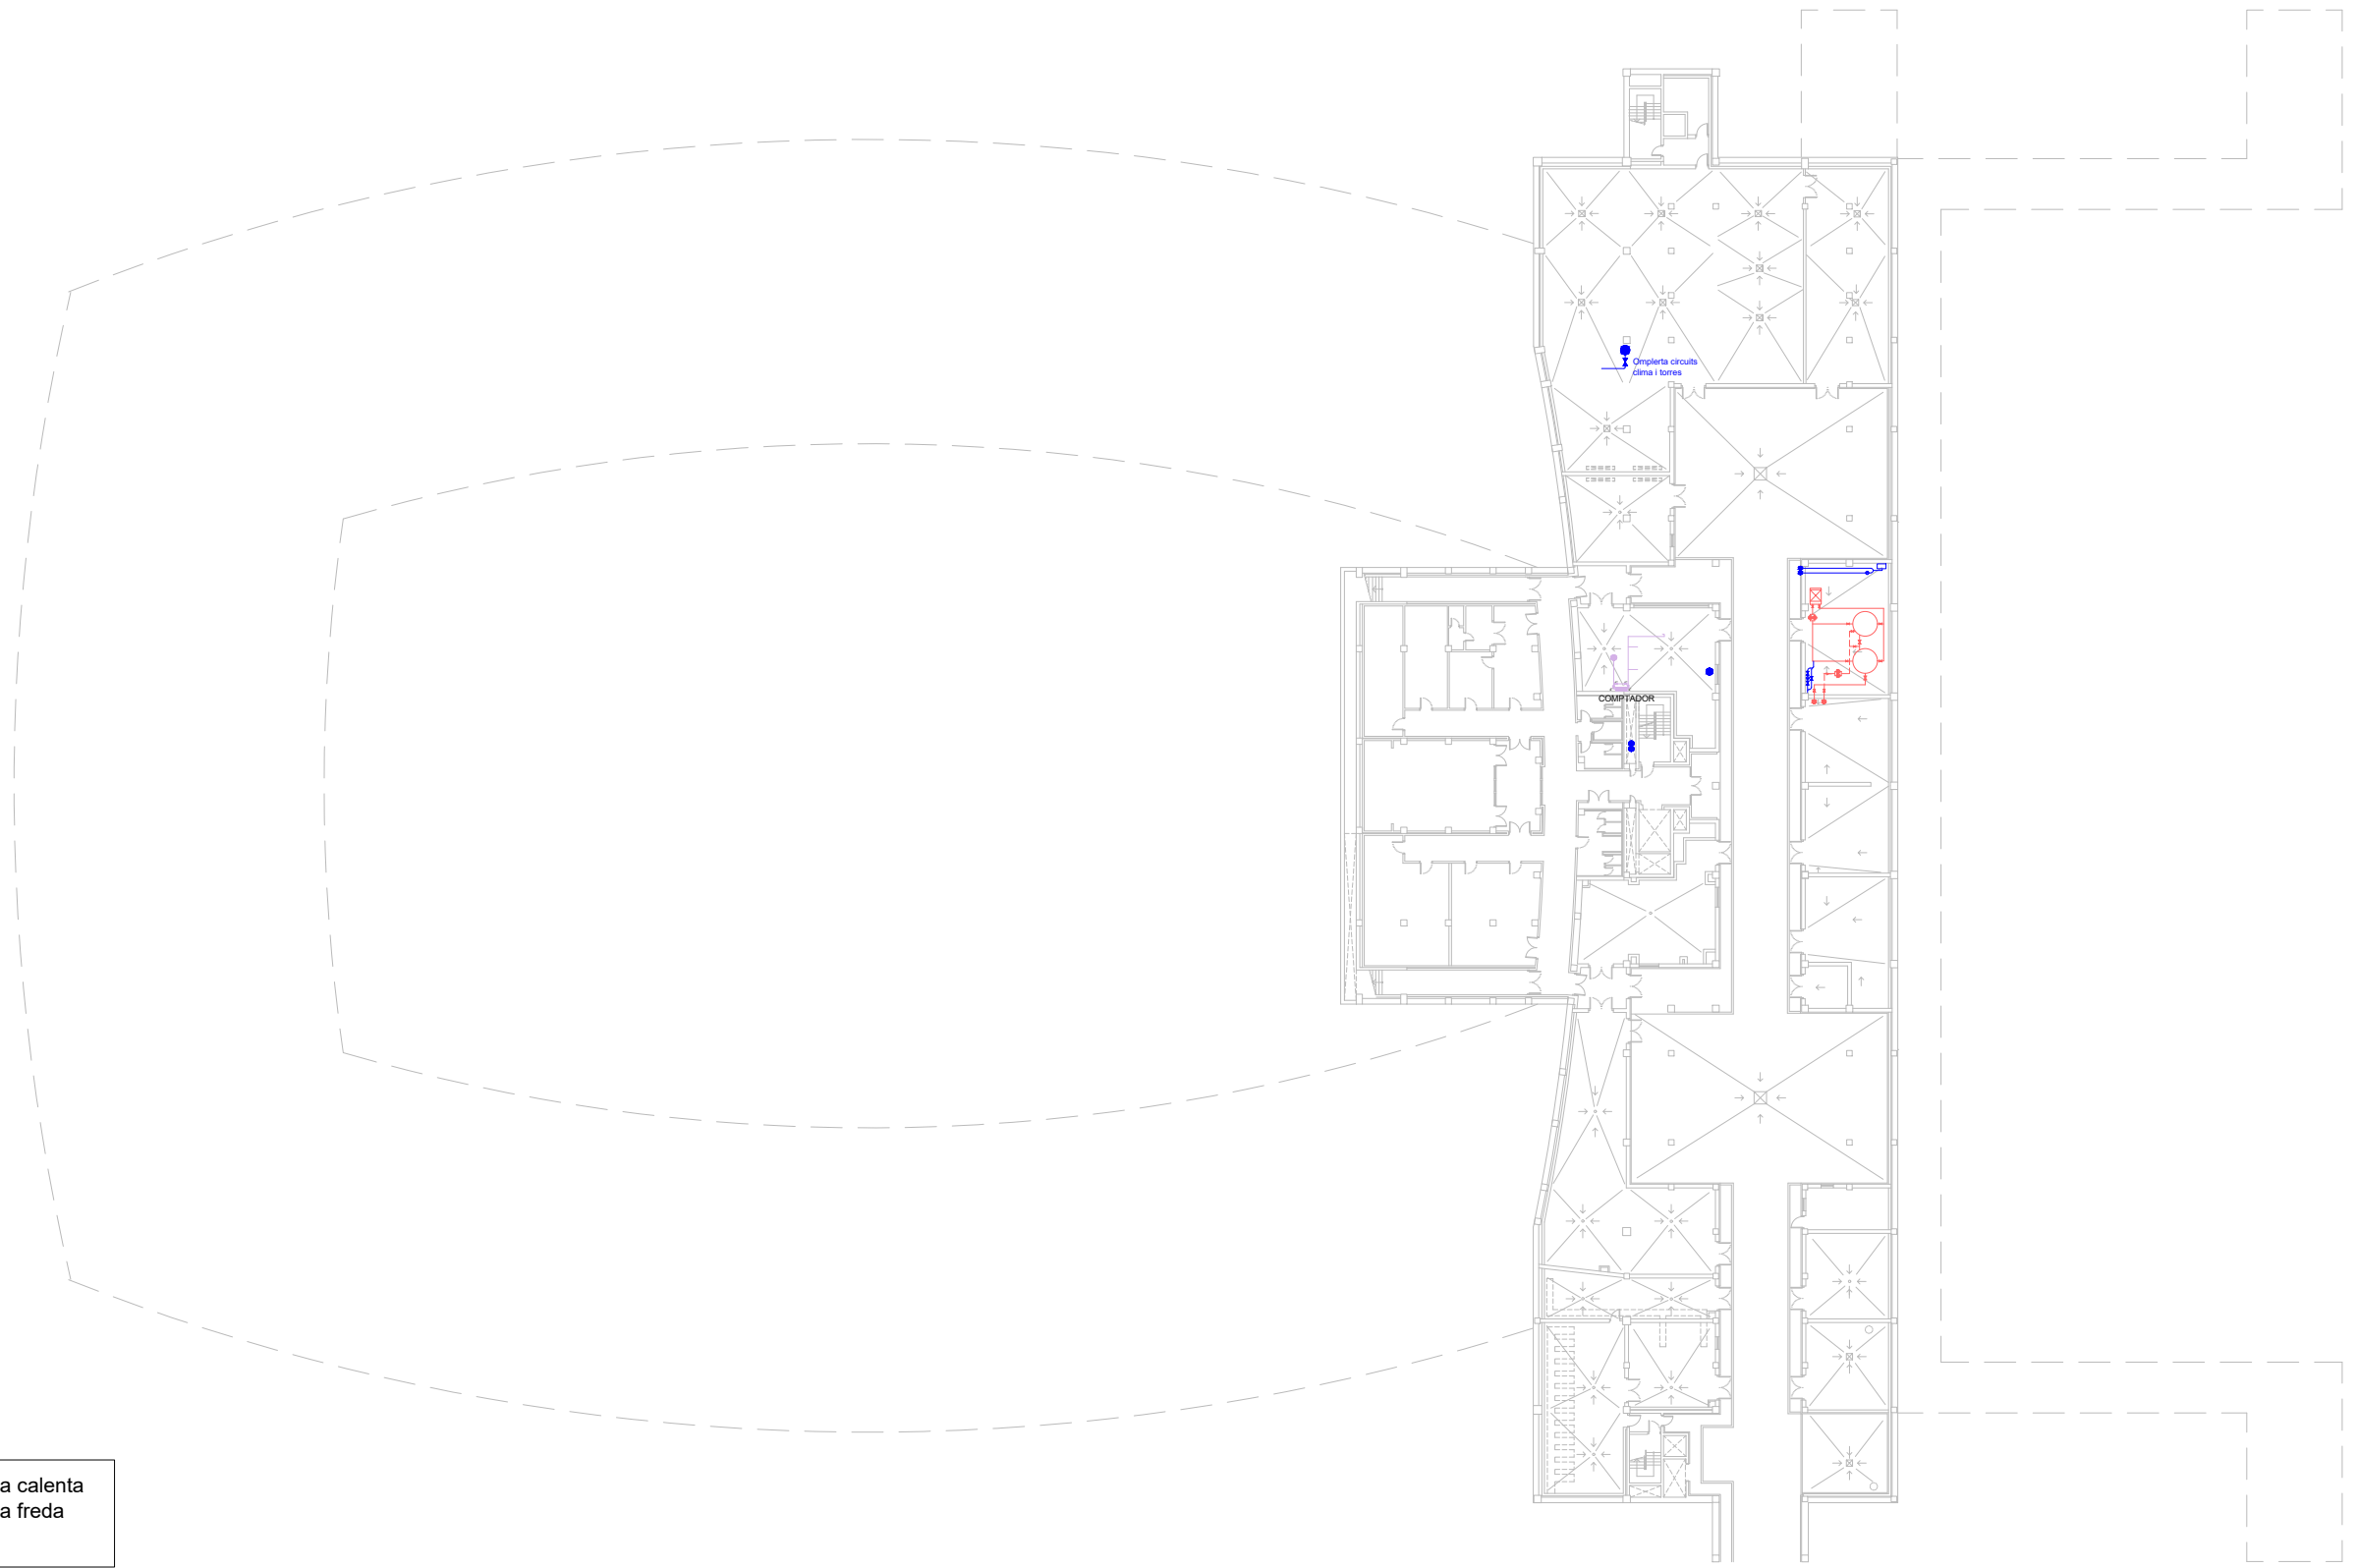 Omplerta circuits
clima i torres
COMPTADOR
a calenta
a freda